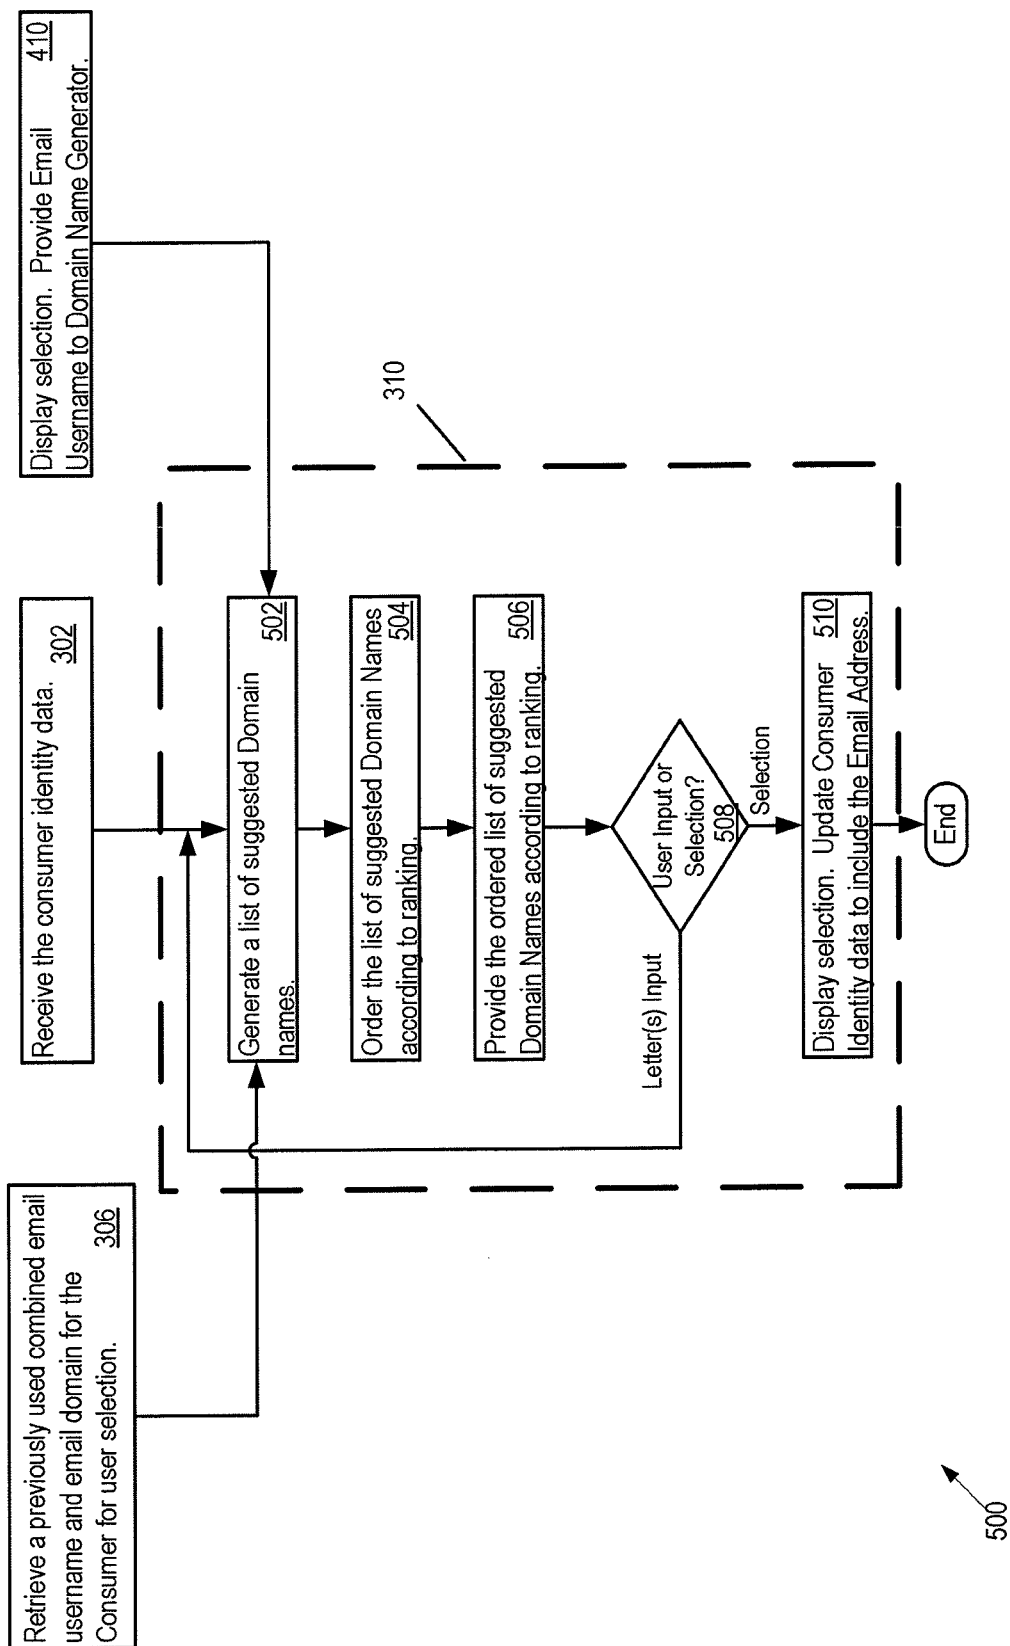 Retrieve a previously used combined email
username and email domain for the
Consumer for user selection.
306
Receive the consumer identity data.
302
Display selection. Provide Email
410
Username to Domain Name Generator.
310
Generate a list of suggested Domain
names.
502
Order the list of suggested Domain Names
according to ranking.
504
Provide the ordered list of suggested
506
Domain Names according to ranking.
User Input or
Selection?
508
Letter(s) Input
Selection
Display selection. Update Consumer
510
Identity data to include the Email Address.
End
500